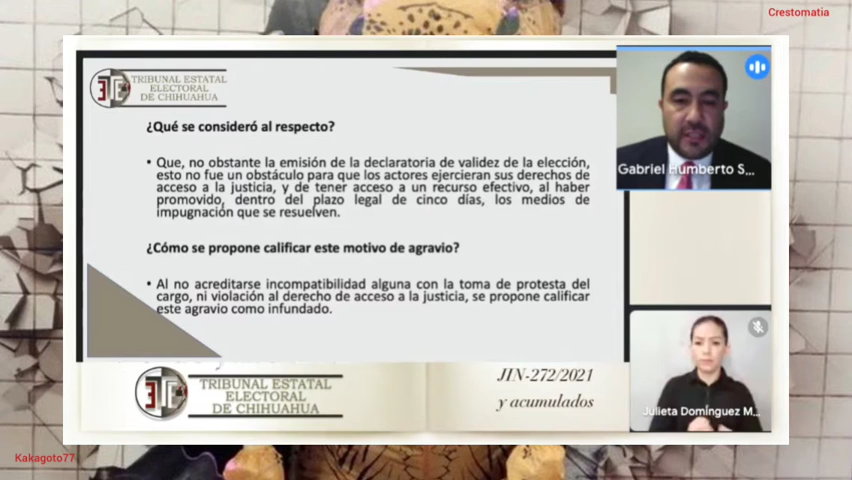 Crestomatia
TRIBUNAL ESTATAL
ELECTORAL
DE CHIHUAHUA
¿Qué se consideró al respecto?
• Que, no obstante la emisión de la declaratoria de validez de la elección,
esto no fue un obstáculo para que los actores ejercieran sus derechos de
acceso a la justicia, y de tener acceso a un recurso efectivo, al haber
promovido, dentro del plazo legal de cinco días, los medios de
impugnación que se resuelven.
¿Cómo se propone calificar este motivo de agravio?
• Al no acreditarse incompatibilidad alguna con la toma de protesta del
cargo, ni violación al derecho de acceso a la justicia, se propone calificar
este agravio como infundado.
Gabriel Humberto S...
TRIBUNAL ESTATAL
ELECTORAL
DE CHIHUAHUA
JIN-272/2021
y acumulados
Julieta Domínguez M...
Kakagoto77